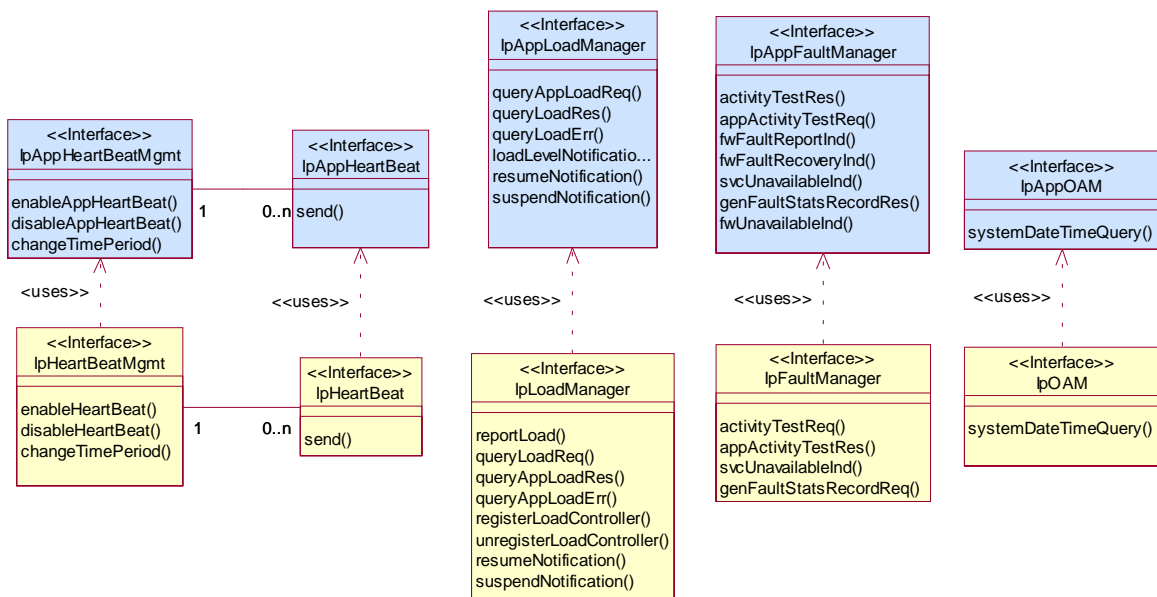 <<Interface>>
IpAppHeartBeatMgmt
enableAppHeartBeat()
disableAppHeartBeat()
changeTimePeriod()
1
0..n
<<Interface>>
IpAppHeartBeat
send()
<<Interface>>
IpAppLoadManager
queryAppLoadReq()
queryLoadRes()
queryLoadErr()
loadLevelNotificatio...
resumeNotification()
suspendNotification()
<<Interface>>
IpAppFaultManager
activityTestRes()
appActivityTestReq()
fwFaultReportInd()
fwFaultRecoveryInd()
svcUnavailableInd()
genFaultStatsRecordRes()
fwUnavailableInd()
<<Interface>>
IpAppOAM
systemDateTimeQuery()
<uses>>
<<uses>>
<<uses>>
<<uses>>
<<uses>>
<<Interface>>
IpHeartBeatMgmt
enableHeartBeat()
disableHeartBeat()
changeTimePeriod()
1
0..n
<<Interface>>
IpHeartBeat
send()
<<Interface>>
IpLoadManager
reportLoad()
queryLoadReq()
queryAppLoadRes()
queryAppLoadErr()
registerLoadController()
unregisterLoadController()
resumeNotification()
suspendNotification()
<<Interface>>
IpFaultManager
activityTestReq()
appActivityTestRes()
svcUnavailableInd()
genFaultStatsRecordReq()
<<Interface>>
IpOAM
systemDateTimeQuery()